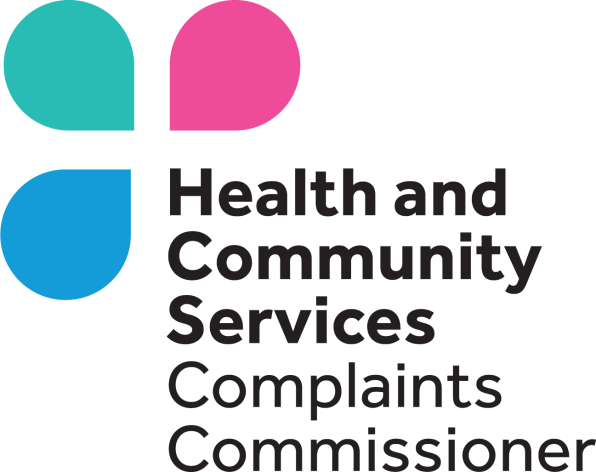 Health and
Community
Services
Complaints
Commissioner